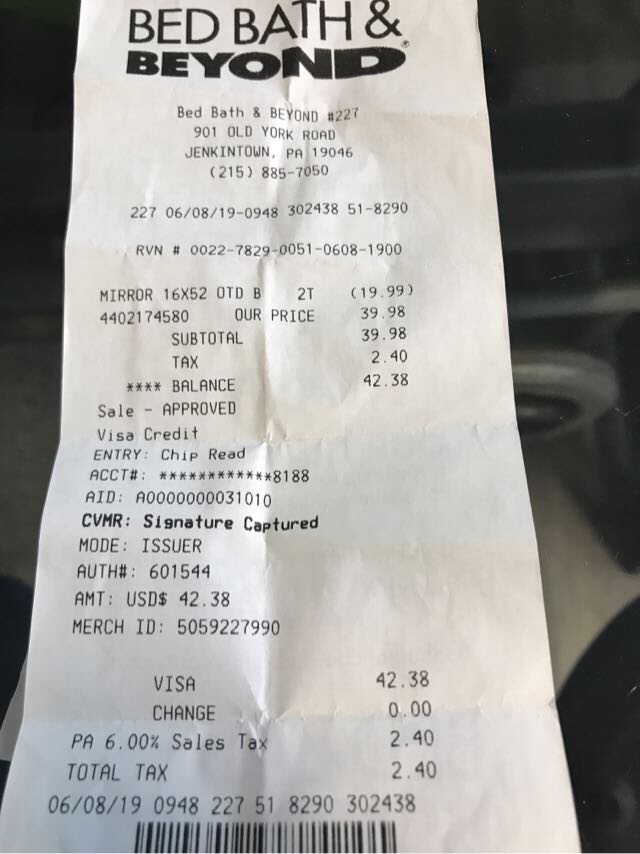 BED BATH &
BEYOND®
Bed Bath & BEYOND #227
901 OLD YORK ROAD
JENKINTOWN, PA 19046
(215) 885-7050
227 06/08/19-0948 302438 51-8290
RVN # 0022-7829-0051-0608-1900
MIRROR 16X52 OTD B 2T (19.99)
4402174580 OUR PRICE 39.98
SUBTOTAL 39.98
TAX 2.40
**** BALANCE 42.38
Sale - APPROVED
Visa Credit
ENTRY: Chip Read
ACCT#: ************8188
AID: A0000000031010
CVMR: Signature Captured
MODE: ISSUER
AUTH#: 601544
AMT: USD$ 42.38
MERCH ID: 5059227990
VISA 42.38
CHANGE 0.00
PA 6.00% Sales Tax 2.40
TOTAL TAX 2.40
06/08/19 0948 227 51 8290 302438